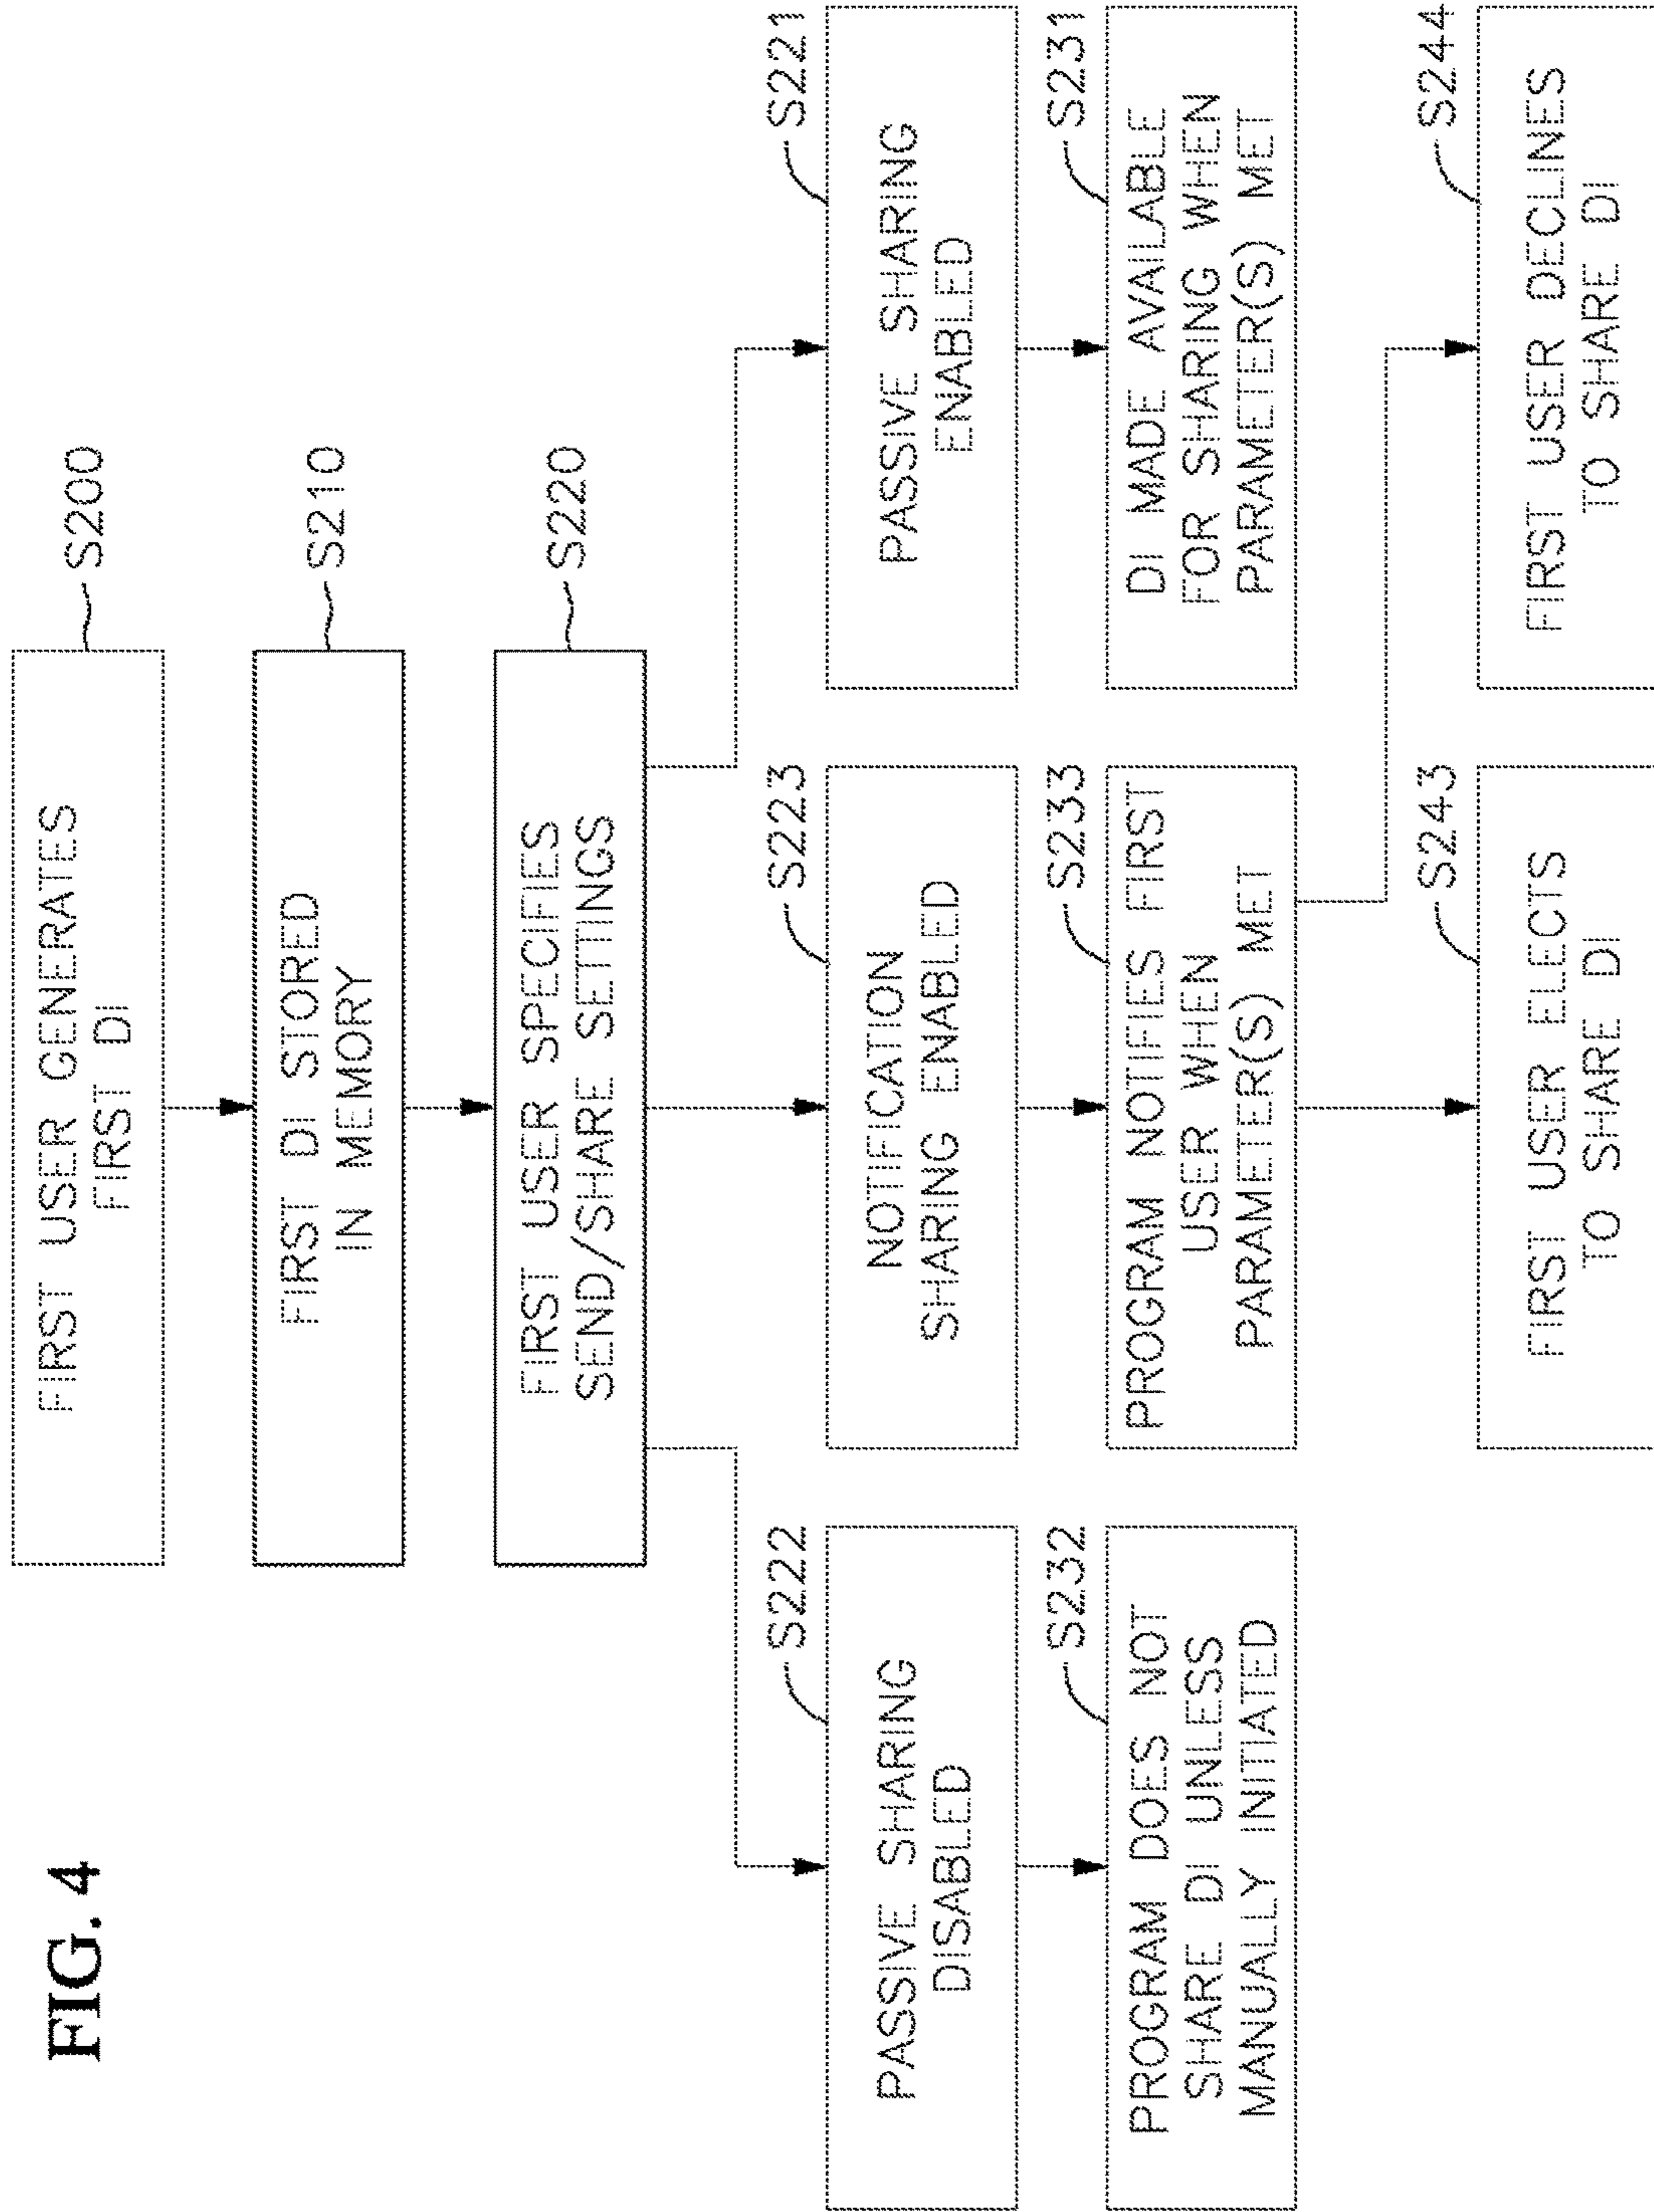 FIG. 4
FIRST USER GENERATES
FIRST DI
S200
FIRST DI STORED
IN MEMORY
S210
FIRST USER SPECIFIES
SEND/SHARE SETTINGS
S220
S222
PASSIVE SHARING
DISABLED
S223
NOTIFICATION
SHARING ENABLED
S221
PASSIVE SHARING
ENABLED
S232
PROGRAM DOES NOT
SHARE DI UNLESS
MANUALLY INITIATED
S233
PROGRAM NOTIFIES FIRST
USER WHEN
PARAMETER(S) MET
S231
DI MADE AVAILABLE
FOR SHARING WHEN
PARAMETER(S) MET
S243
FIRST USER ELECTS
TO SHARE DI
S244
FIRST USER DECLINES
TO SHARE DI